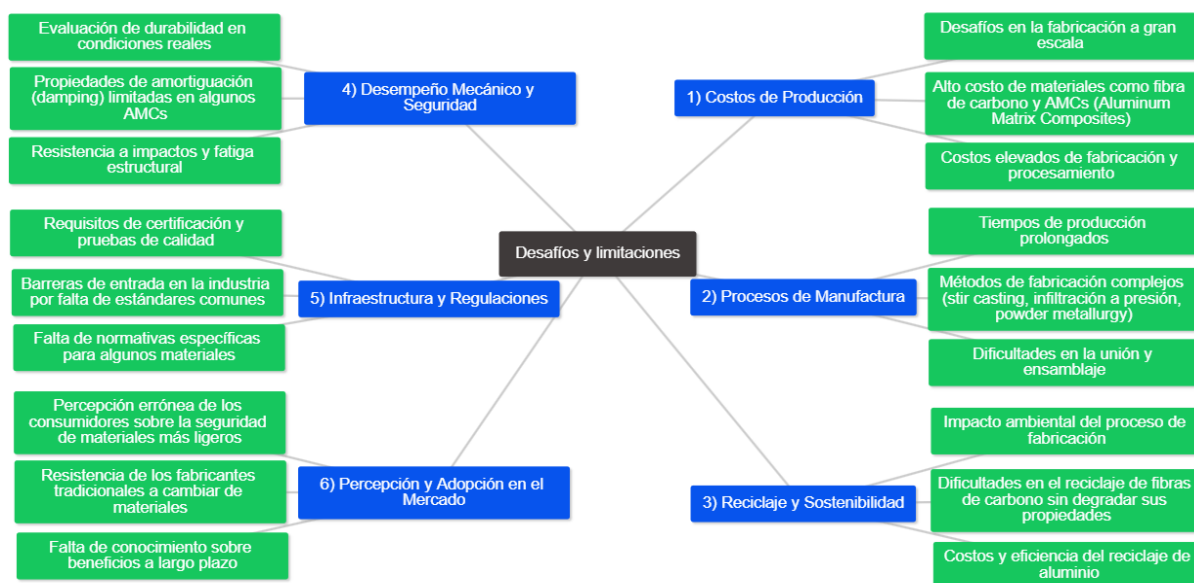 Desafíos y limitaciones
1) Costos de Producción
Desafíos en la fabricación a gran
escala
Alto costo de materiales como fibra
de carbono y AMCs (Aluminum
Matrix Composites)
Costos elevados de fabricación y
procesamiento
2) Procesos de Manufactura
Tiempos de producción
prolongados
Métodos de fabricación complejos
(stir casting, infiltración a presión,
powder metallurgy)
Dificultades en la unión y
ensamblaje
3) Reciclaje y Sostenibilidad
Impacto ambiental del proceso de
fabricación
Dificultades en el reciclaje de fibras
de carbono sin degradar sus
propiedades
Costos y eficiencia del reciclaje de
aluminio
4) Desempeño Mecánico y
Seguridad
Evaluación de durabilidad en
condiciones reales
Propiedades de amortiguación
(damping) limitadas en algunos
AMCs
Resistencia a impactos y fatiga
estructural
5) Infraestructura y Regulaciones
Requisitos de certificación y
pruebas de calidad
Barreras de entrada en la industria
por falta de estándares comunes
Falta de normativas específicas
para algunos materiales
6) Percepción y Adopción en el
Mercado
Percepción errónea de los
consumidores sobre la seguridad
de materiales más ligeros
Resistencia de los fabricantes
tradicionales a cambiar de
materiales
Falta de conocimiento sobre
beneficios a largo plazo